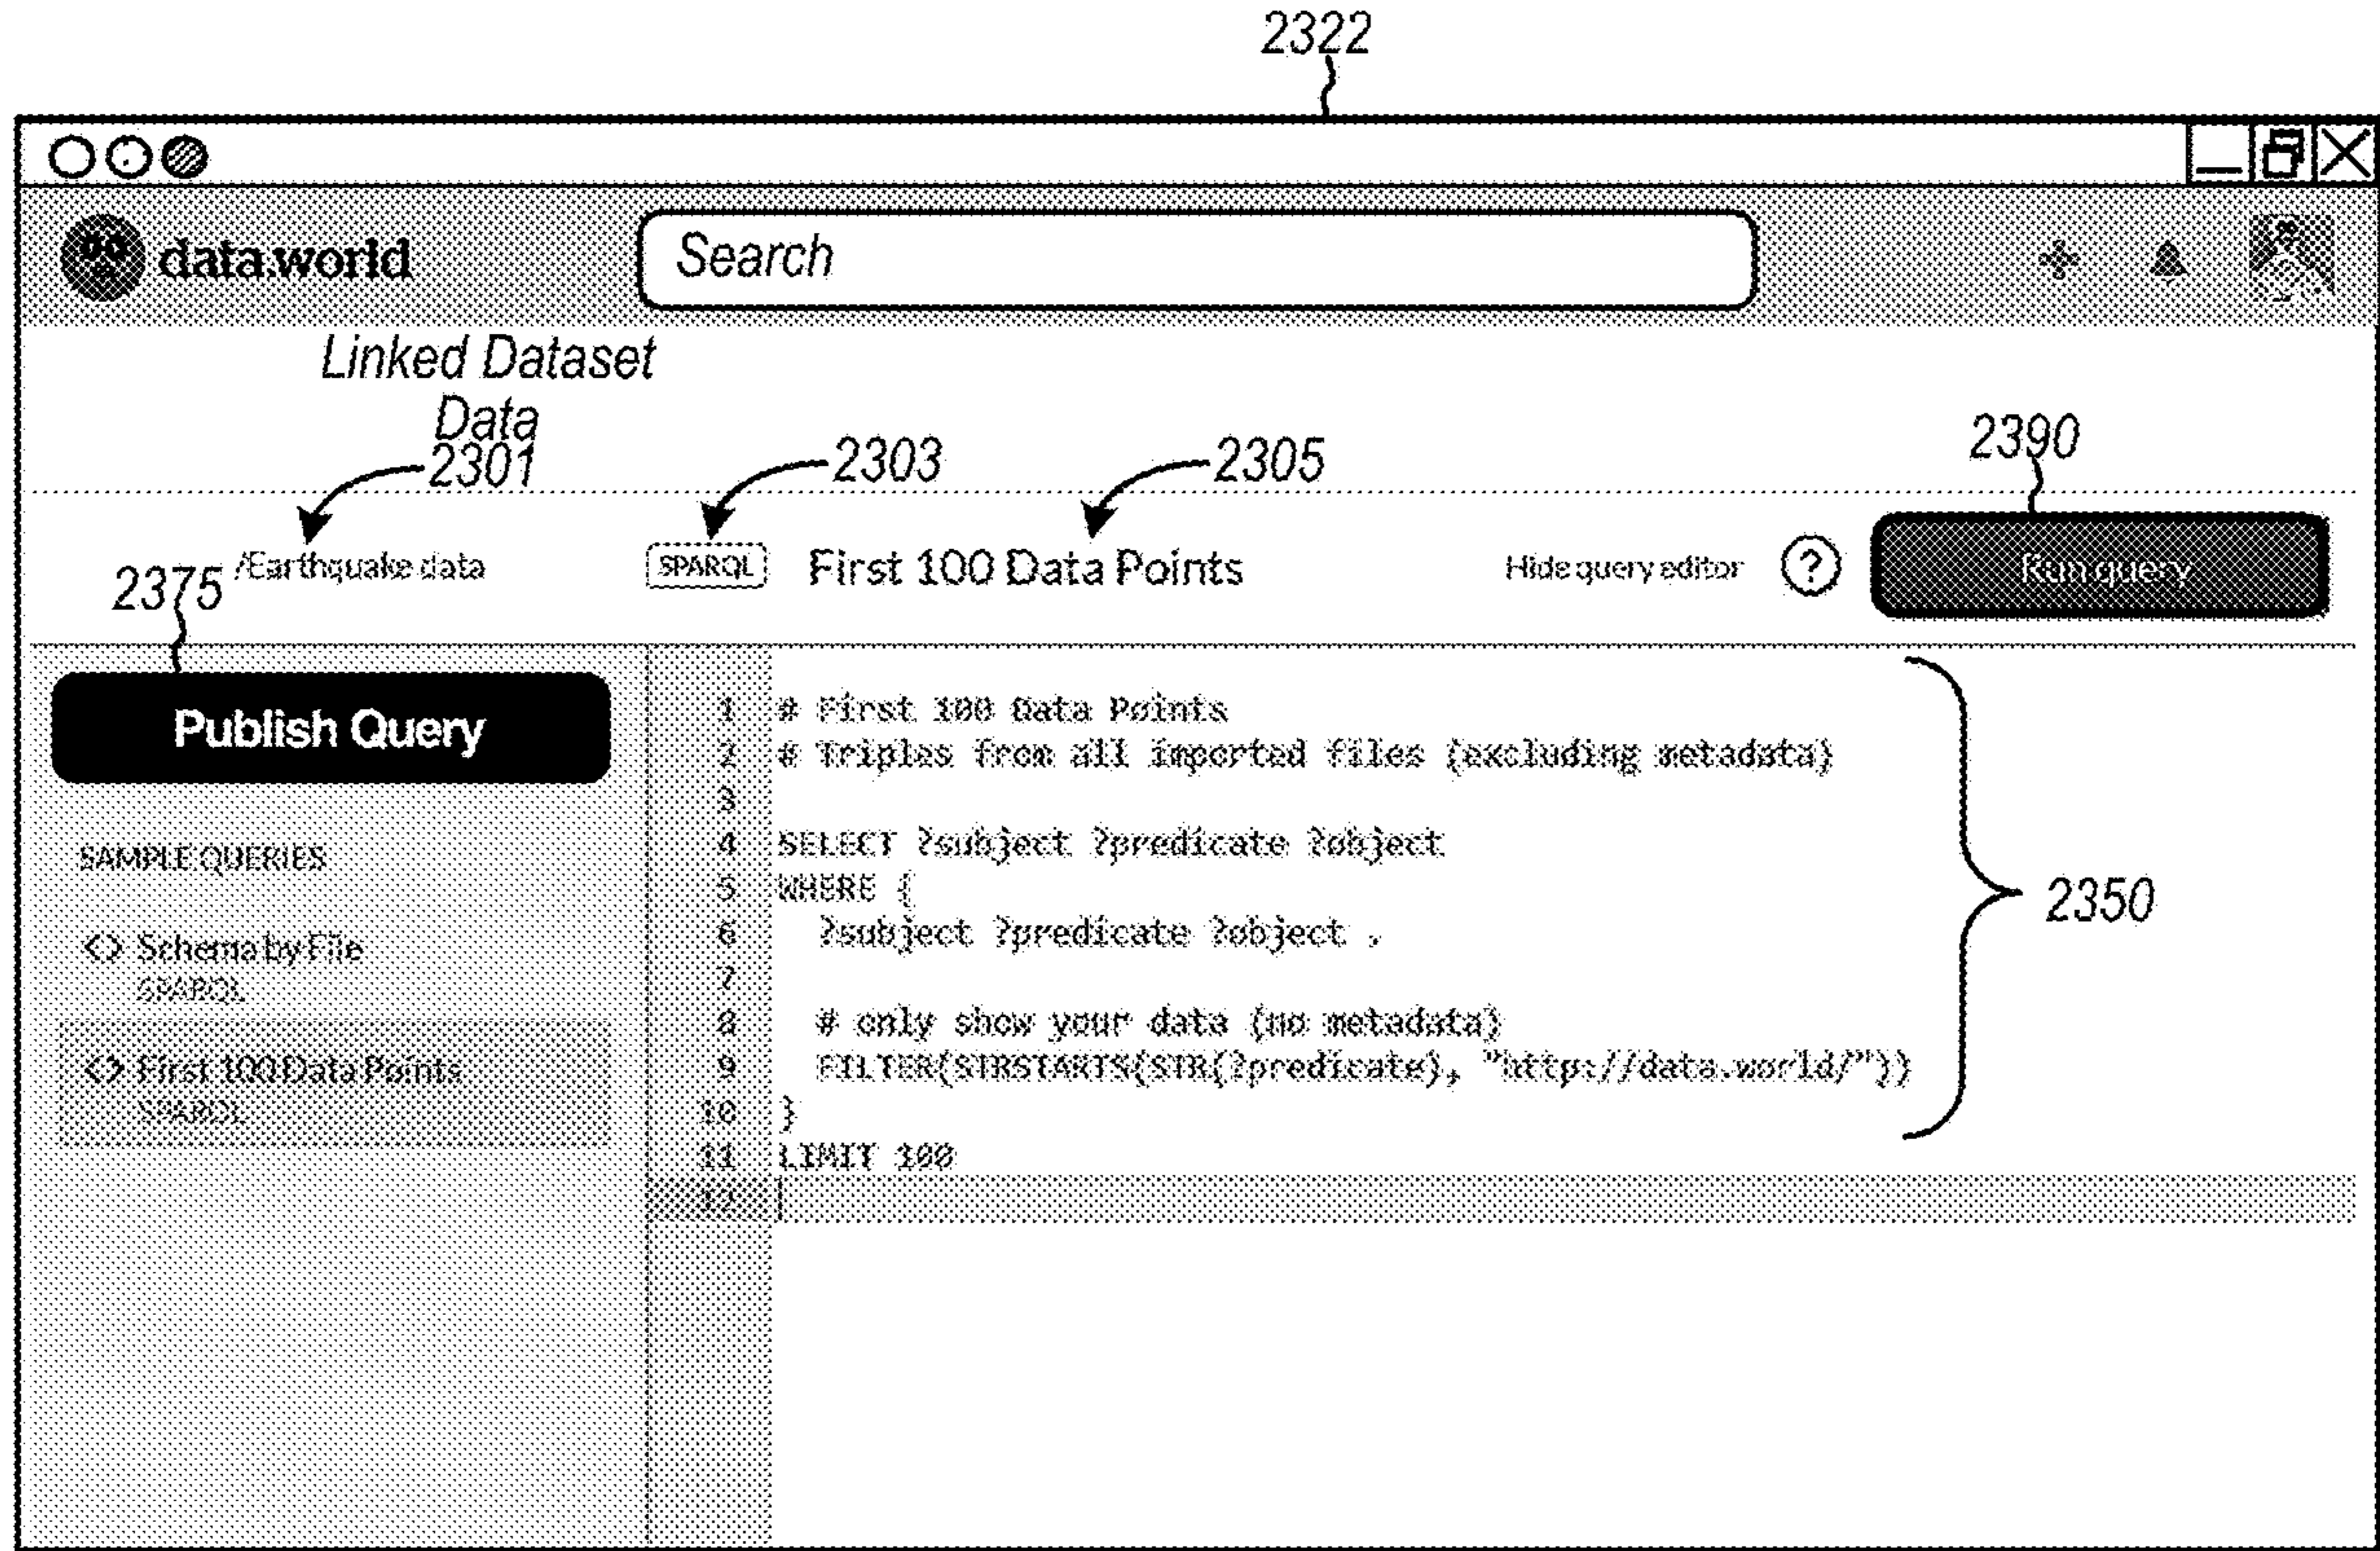 2322
data.world
Search
Linked Dataset
Data
2301
2303
2305
2390
/Earthquake data
SPARQL
First 100 Data Points
Hide query editor
?
Run query
2375
Publish Query
SAMPLE QUERIES
<> Schema by File
SPARQL
<> First 100 Data Points
SPARQL
1 # First 100 Data Points
2 # Triples from all imported files (excluding metadata)
3
4 SELECT ?subject ?predicate ?object
5 WHERE {
6 ?subject ?predicate ?object .
7
8 # only show your data (no metadata)
9 FILTER(STRSTARTS(STR(?predicate), "http://data.world/"))
10 }
11 LIMIT 100
12
2350